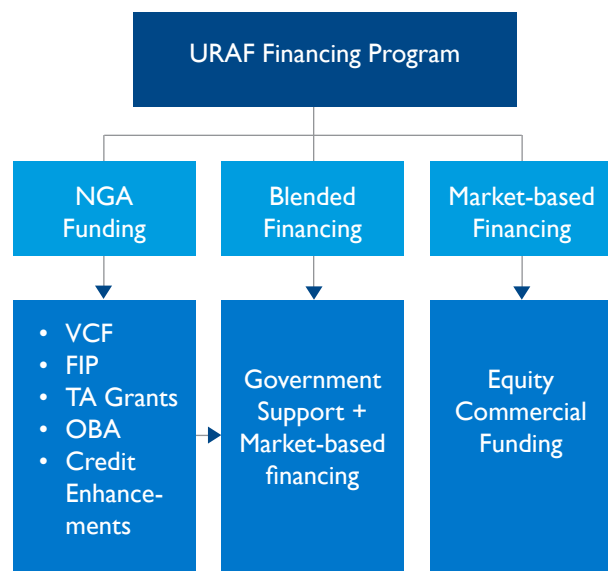 URAF Financing Program
NGA
Funding
Blended
Financing
Market-based
Financing
• VCF
• FIP
• TA Grants
• OBA
• Credit
Enhance-
ments
Government
Support +
Market-based
financing
Equity
Commercial
Funding